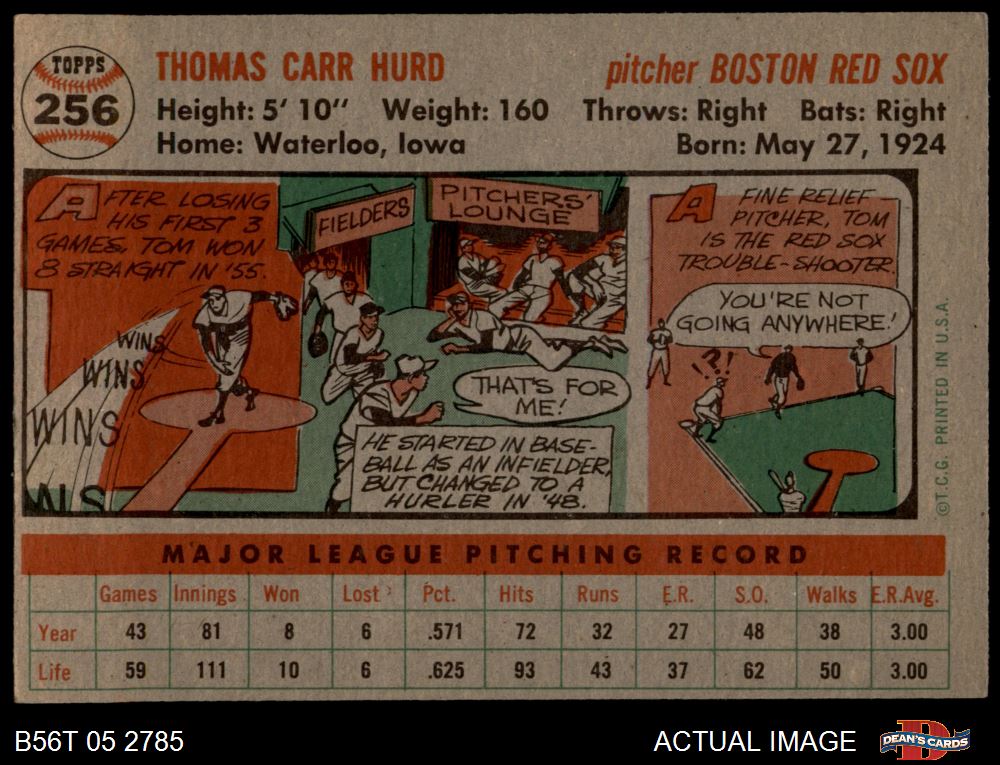 TOPPS
256
THOMAS CARR HURD
pitcher BOSTON RED SOX
Height: 5' 10" Weight: 160 Throws: Right Bats: Right
Home: Waterloo, Iowa
Born: May 27, 1924
AFTER LOSING
HIS FIRST 3
GAMES, TOM WON
8 STRAIGHT IN '55.
WINS
WINS
WINS
FIELDERS
PITCHERS'
LOUNGE
THAT'S FOR
ME!
HE STARTED IN BASE-
BALL AS AN INFIELDER,
BUT CHANGED TO A
HURLER IN '48.
A FINE RELIEF
PITCHER, TOM
IS THE RED SOX
TROUBLE-SHOOTER.
YOU'RE NOT
GOING ANYWHERE!
!?!
©T.C.G. PRINTED IN U.S.A.
MAJOR LEAGUE PITCHING RECORD
Games Innings Won Lost Pct. Hits Runs E.R. S.O. Walks E.R.Avg.
Year 43 81 8 6 .571 72 32 27 48 38 3.00
Life 59 111 10 6 .625 93 43 37 62 50 3.00
B56T 05 2785
ACTUAL IMAGE
DEAN'S CARDS